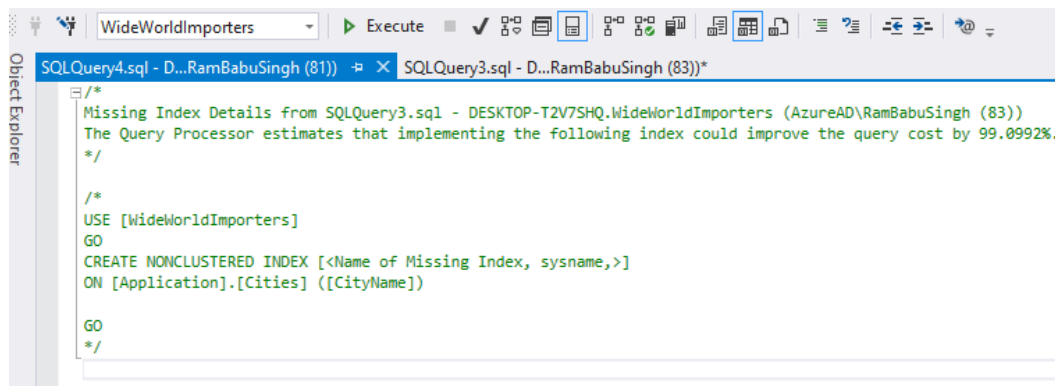 WideWorldImporters Execute
Object Explorer
SQLQuery4.sql - D...RamBabuSingh (81)) SQLQuery3.sql - D...RamBabuSingh (83))*
/*
Missing Index Details from SQLQuery3.sql - DESKTOP-T2V7SHQ.WideWorldImporters (AzureAD\RamBabuSingh (83))
The Query Processor estimates that implementing the following index could improve the query cost by 99.0992%.
*/
/*
USE [WideWorldImporters]
GO
CREATE NONCLUSTERED INDEX [<Name of Missing Index, sysname,>]
ON [Application].[Cities] ([CityName])
GO
*/